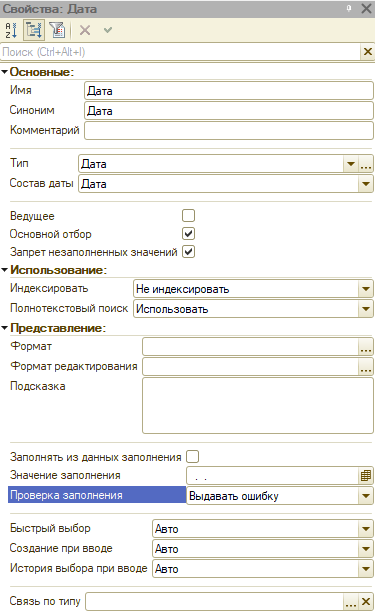 Свойства: Дата
Поиск (Ctrl+Alt+I)
Основные:
Имя Дата
Синоним Дата
Комментарий
Тип Дата ...
Состав даты Дата
Ведущее
Основной отбор
Запрет незаполненных значений
Использование:
Индексировать Не индексировать
Полнотекстовый поиск Использовать
Представление:
Формат ...
Формат редактирования ...
Подсказка
Заполнять из данных заполнения
Значение заполнения . .
Проверка заполнения Выдавать ошибку
Быстрый выбор Авто
Создание при вводе Авто
История выбора при вводе Авто
Связь по типу ...